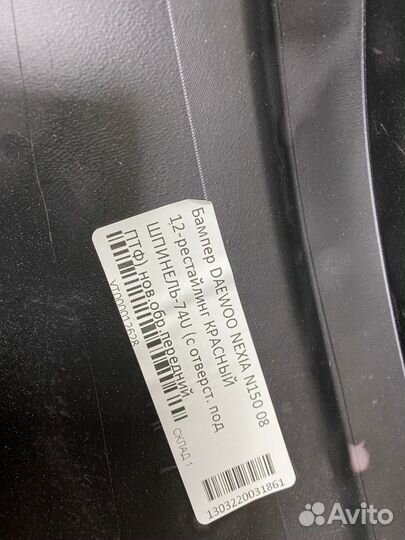 Бампер DAEWOO NEXIA N150 08
12-рестайлинг КРАСНЫЙ
ШПИНЕЛЬ-74U (с отверст. под
ПТФ) нов.обр.передний
УТ000012628
СКЛАД 1
1303220031861
Avito